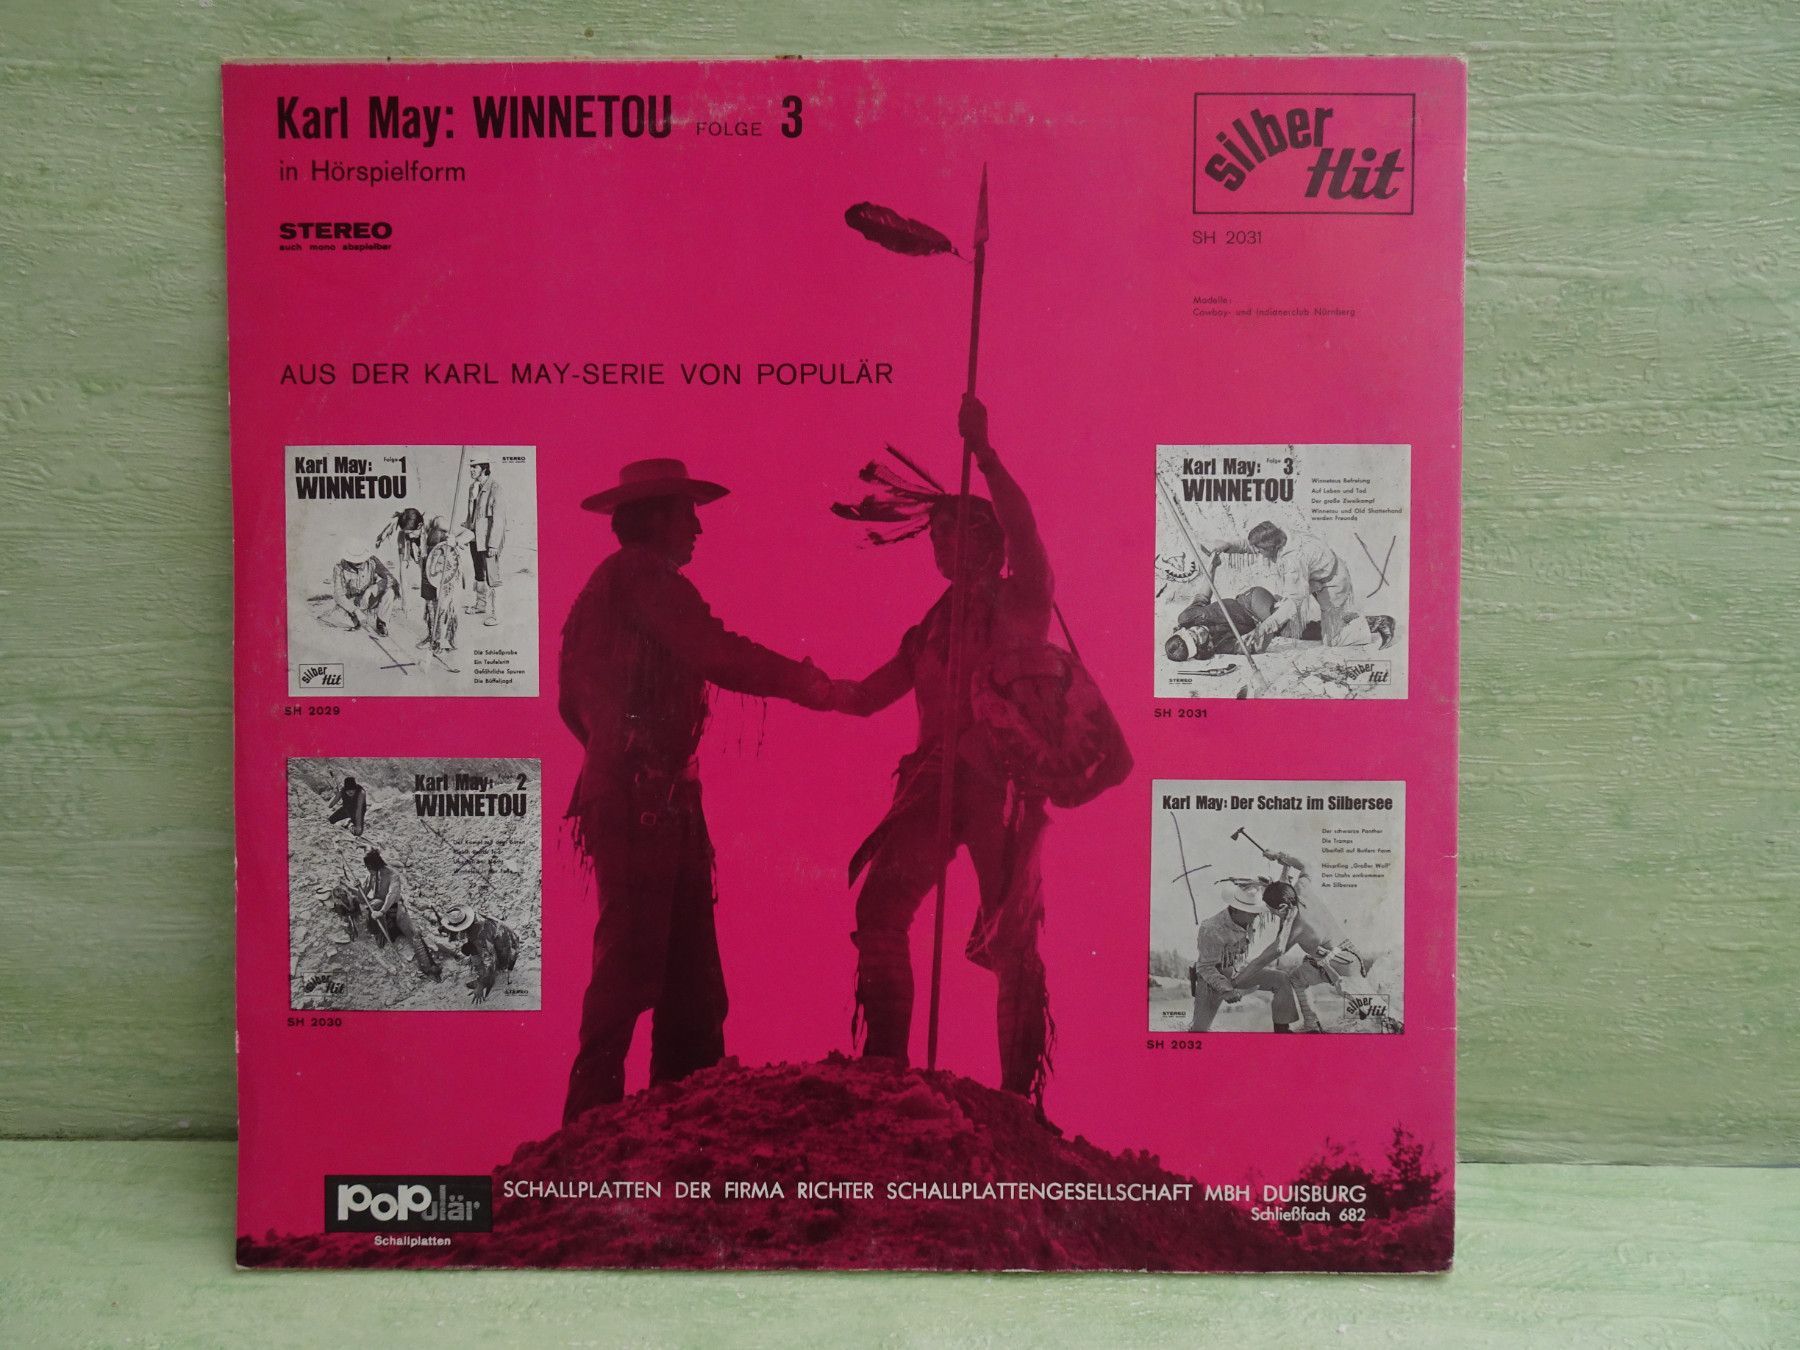 Karl May: WINNETOU FOLGE 3
in Hörspielform
STEREO
auch mono abspielbar
silber
Hit
SH 2031
Modelle:
Cowboy- und Indianerclub Nürnberg
AUS DER KARL MAY-SERIE VON POPULÄR
Karl May: Folge 1
WINNETOU
STEREO
Die Schießprobe
Ein Teufelsritt
Gefährliche Spuren
Die Büffeljagd
silber
Hit
SH 2029
Karl May: Folge 2
WINNETOU
silber
Hit
STEREO
SH 2030
Karl May: Folge 3
WINNETOU
Winnetous Befreiung
Auf Leben und Tod
Der große Zweikampf
Winnetou und Old Shatterhand
werden Freunde
STEREO
silber
Hit
SH 2031
Karl May: Der Schatz im Silbersee
Der schwarze Panther
Die Tramps
Überfall auf Butlers Farm
Häuptling „Großer Wolf"
Den Utahs entkommen
Am Silbersee
STEREO
silber
Hit
SH 2032
POPulär
Schallplatten
SCHALLPLATTEN DER FIRMA RICHTER SCHALLPLATTENGESELLSCHAFT MBH DUISBURG
Schließfach 682